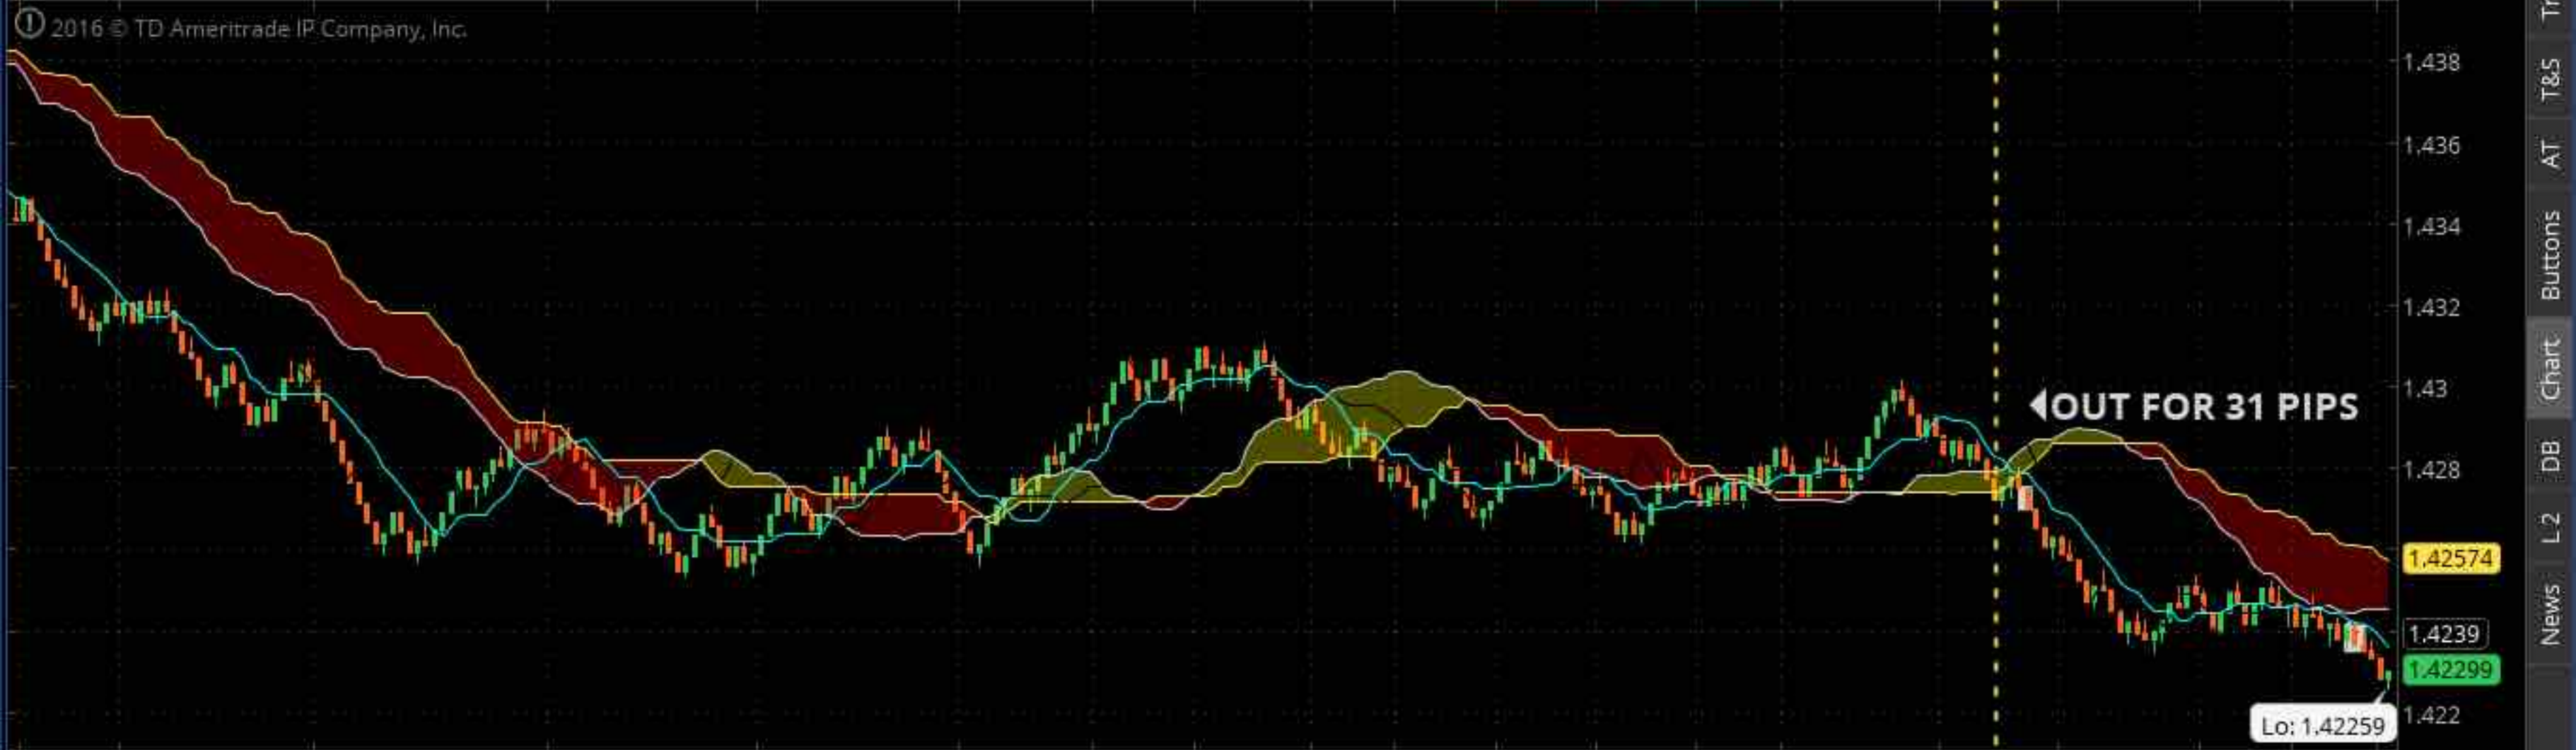 2016 © TD Ameritrade IP Company, Inc.
1.438
1.436
1.434
1.432
1.43
◀OUT FOR 31 PIPS
1.428
1.42574
1.4239
1.42299
Lo: 1.42259
1.422
Tr
T&S
AT
Buttons
Chart
DB
L2
News